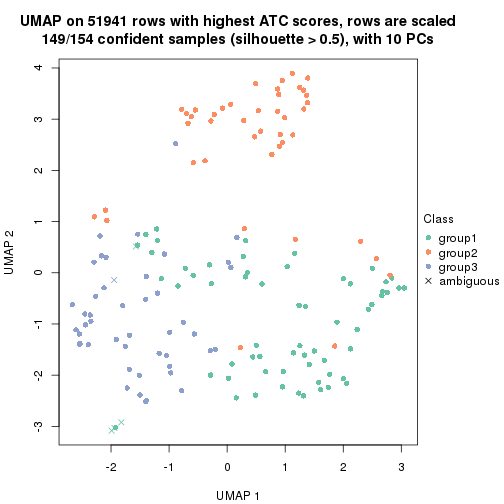 UMAP on 51941 rows with highest ATC scores, rows are scaled
149/154 confident samples (silhouette > 0.5), with 10 PCs
4
3
2
1
0
-1
-2
-3
UMAP 2
-2
-1
0
1
2
3
UMAP 1
Class
group1
group2
group3
ambiguous